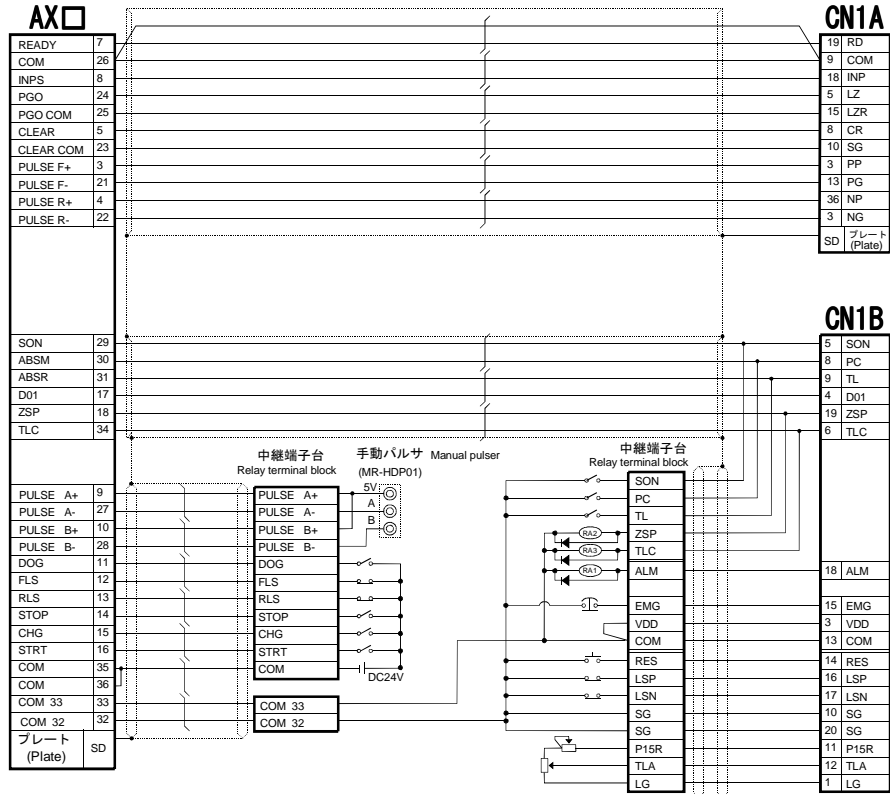 AX□
READY 7
COM 26
INPS 8
PGO 24
PGO COM 25
CLEAR 5
CLEAR COM 23
PULSE F+ 3
PULSE F- 21
PULSE R+ 4
PULSE R- 22
SON 29
ABSM 30
ABSR 31
D01 17
ZSP 18
TLC 34
PULSE A+ 9
PULSE A- 27
PULSE B+ 10
PULSE B- 28
DOG 11
FLS 12
RLS 13
STOP 14
CHG 15
STRT 16
COM 35
COM 36
COM 33 33
COM 32 32
プレート
(Plate)
SD
中継端子台
Relay terminal block
PULSE A+
PULSE A-
PULSE B+
PULSE B-
DOG
FLS
RLS
STOP
CHG
STRT
COM
COM 33
COM 32
手動パルサ Manual pulser
(MR-HDP01)
5V
A
B
DC24V
中継端子台
Relay terminal block
SON
PC
TL
ZSP
TLC
ALM
EMG
VDD
COM
RES
LSP
LSN
SG
SG
P15R
TLA
LG
RA2
RA3
RA1
CN1A
19 RD
9 COM
18 INP
5 LZ
15 LZR
8 CR
10 SG
3 PP
13 PG
36 NP
3 NG
SD
プレート
(Plate)
CN1B
5 SON
8 PC
9 TL
4 D01
19 ZSP
6 TLC
18 ALM
15 EMG
3 VDD
13 COM
14 RES
16 LSP
17 LSN
10 SG
20 SG
11 P15R
12 TLA
1 LG